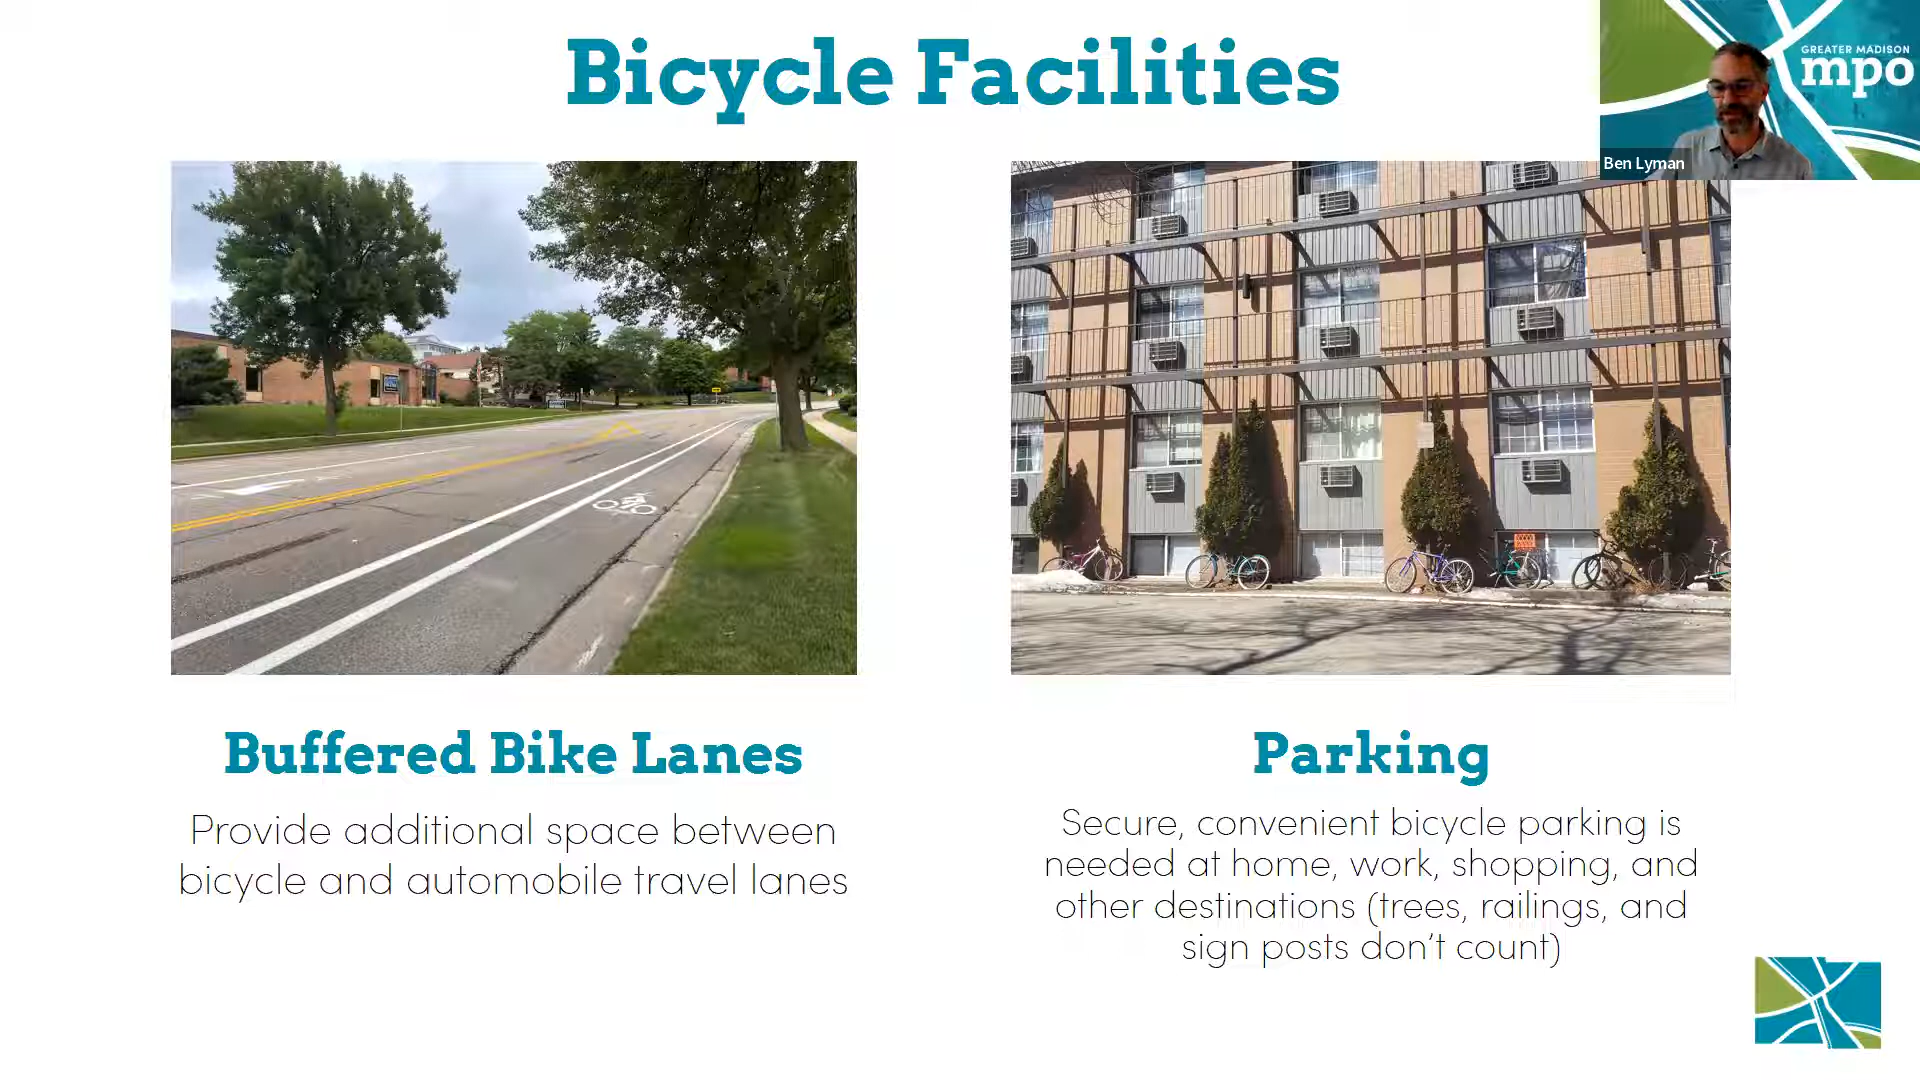 Bicycle Facilities
GREATER MADISON
mpo
Ben Lyman
Buffered Bike Lanes
Provide additional space between
bicycle and automobile travel lanes
Parking
Secure, convenient bicycle parking is
needed at home, work, shopping, and
other destinations (trees, railings, and
sign posts don't count)